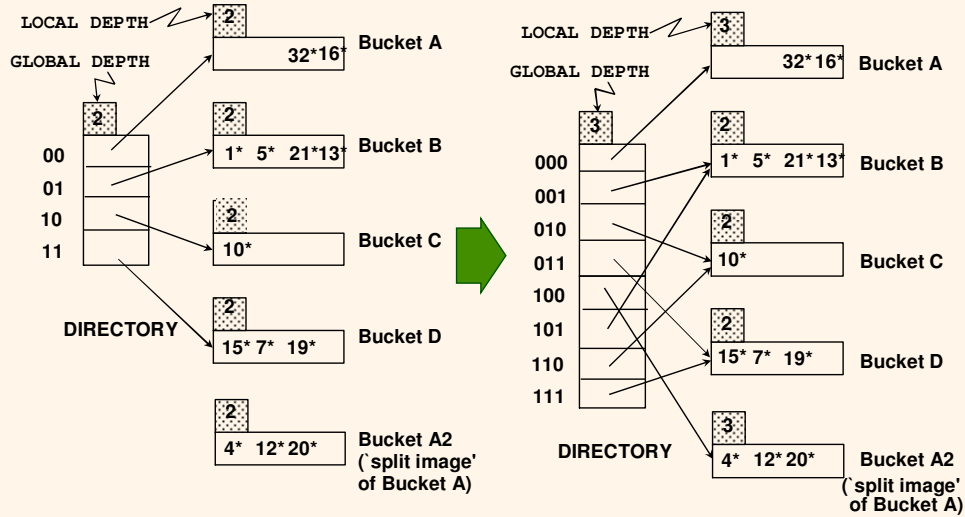 LOCAL DEPTH
2
32* 16*
Bucket A
GLOBAL DEPTH
2
00
01
10
11
DIRECTORY
2
1* 5* 21* 13*
Bucket B
2
10*
Bucket C
2
15* 7* 19*
Bucket D
2
4* 12* 20*
Bucket A2
(`split image'
of Bucket A)
LOCAL DEPTH
3
32* 16*
Bucket A
GLOBAL DEPTH
3
000
001
010
011
100
101
110
111
DIRECTORY
2
1* 5* 21* 13*
Bucket B
2
10*
Bucket C
2
15* 7* 19*
Bucket D
3
4* 12* 20*
Bucket A2
(`split image'
of Bucket A)